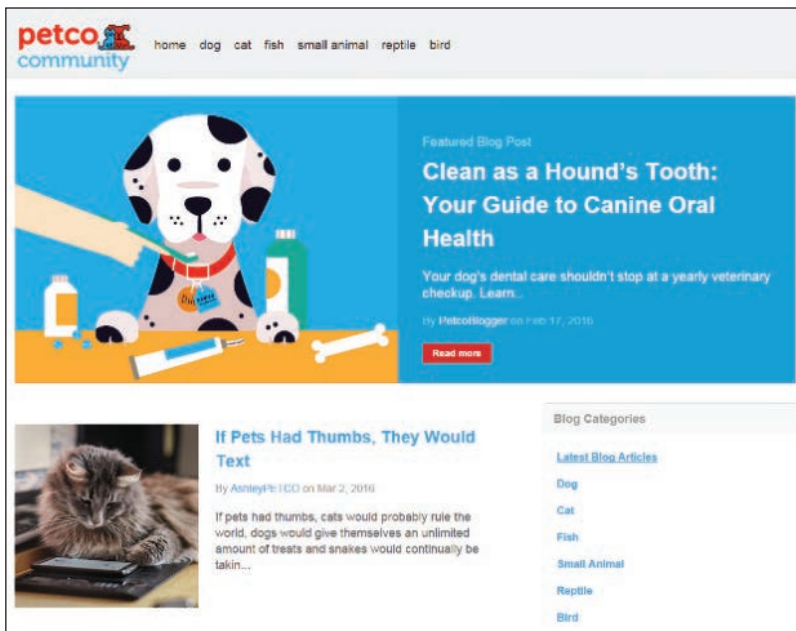 petco
community
home dog cat fish small animal reptile bird
Featured Blog Post
Clean as a Hound's Tooth:
Your Guide to Canine Oral
Health
Your dog's dental care shouldn't stop at a yearly veterinary
checkup. Learn...
By PetcoBlogger on Feb 17, 2016
Read more
If Pets Had Thumbs, They Would
Text
By AshleyPETCO on Mar 2, 2016
If pets had thumbs, cats would probably rule the
world, dogs would give themselves an unlimited
amount of treats and snakes would continually be
takin...
Blog Categories
Latest Blog Articles
Dog
Cat
Fish
Small Animal
Reptile
Bird